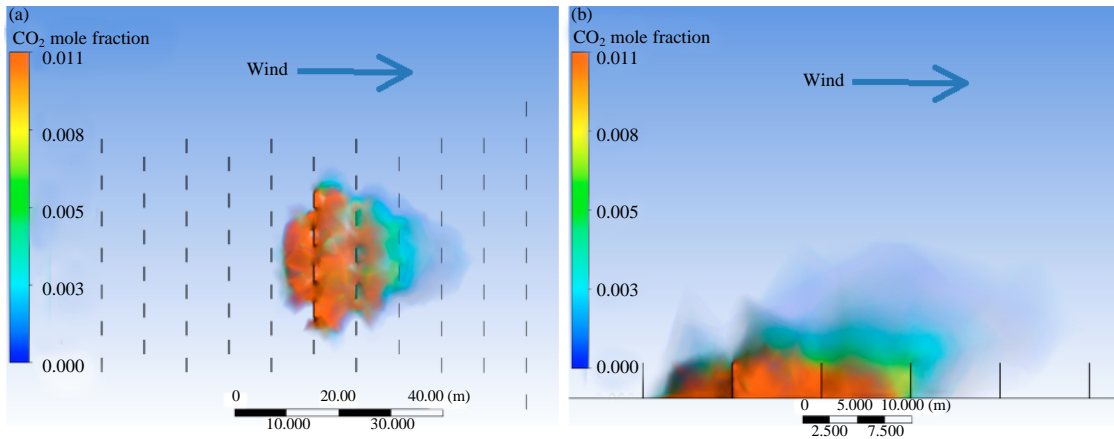 (a)
CO₂ mole fraction
0.011
0.008
0.005
0.003
0.000
Wind
0 20.00 40.00 (m)
10.000 30.000
(b)
CO₂ mole fraction
0.011
0.008
0.005
0.003
0.000
Wind
0 5.000 10.000 (m)
2.500 7.500